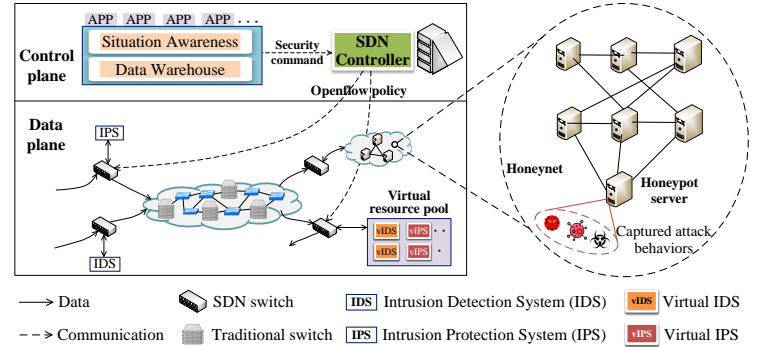 APP APP APP APP . . .
Control
plane
Situation Awareness
Data Warehouse
Security
command
SDN
Controller
Openflow policy
Data
plane
IPS
IDS
Virtual
resource pool
vIDS vIPS . .
vIDS vIPS .
Honeynet
Honeypot
server
Captured attack
behaviors
Data
SDN switch
IDS Intrusion Detection System (IDS)
vIDS Virtual IDS
Communication
Traditional switch
IPS Intrusion Protection System (IPS)
vIPS Virtual IPS